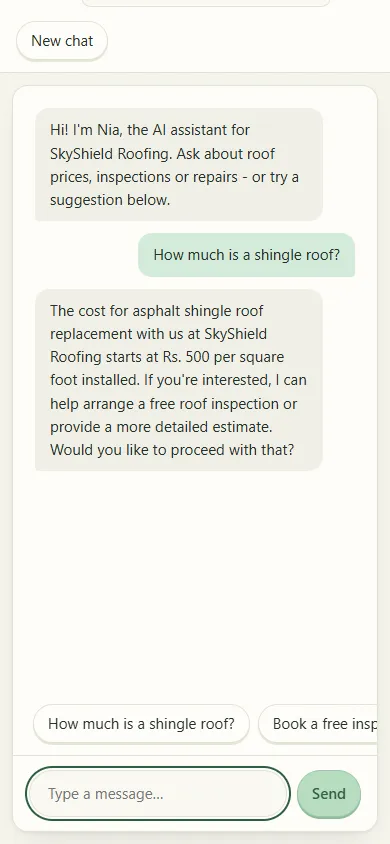 New chat
Hi! I'm Nia, the AI assistant for
SkyShield Roofing. Ask about roof
prices, inspections or repairs - or try a
suggestion below.
How much is a shingle roof?
The cost for asphalt shingle roof
replacement with us at SkyShield
Roofing starts at Rs. 500 per square
foot installed. If you're interested, I can
help arrange a free roof inspection or
provide a more detailed estimate.
Would you like to proceed with that?
How much is a shingle roof?
Book a free insp
Type a message...
Send